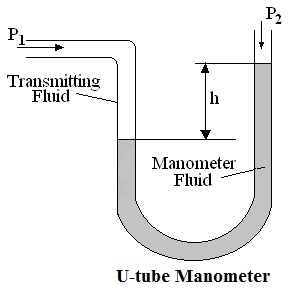 P1
P2
Transmitting
Fluid
h
Manometer
Fluid
U-tube Manometer